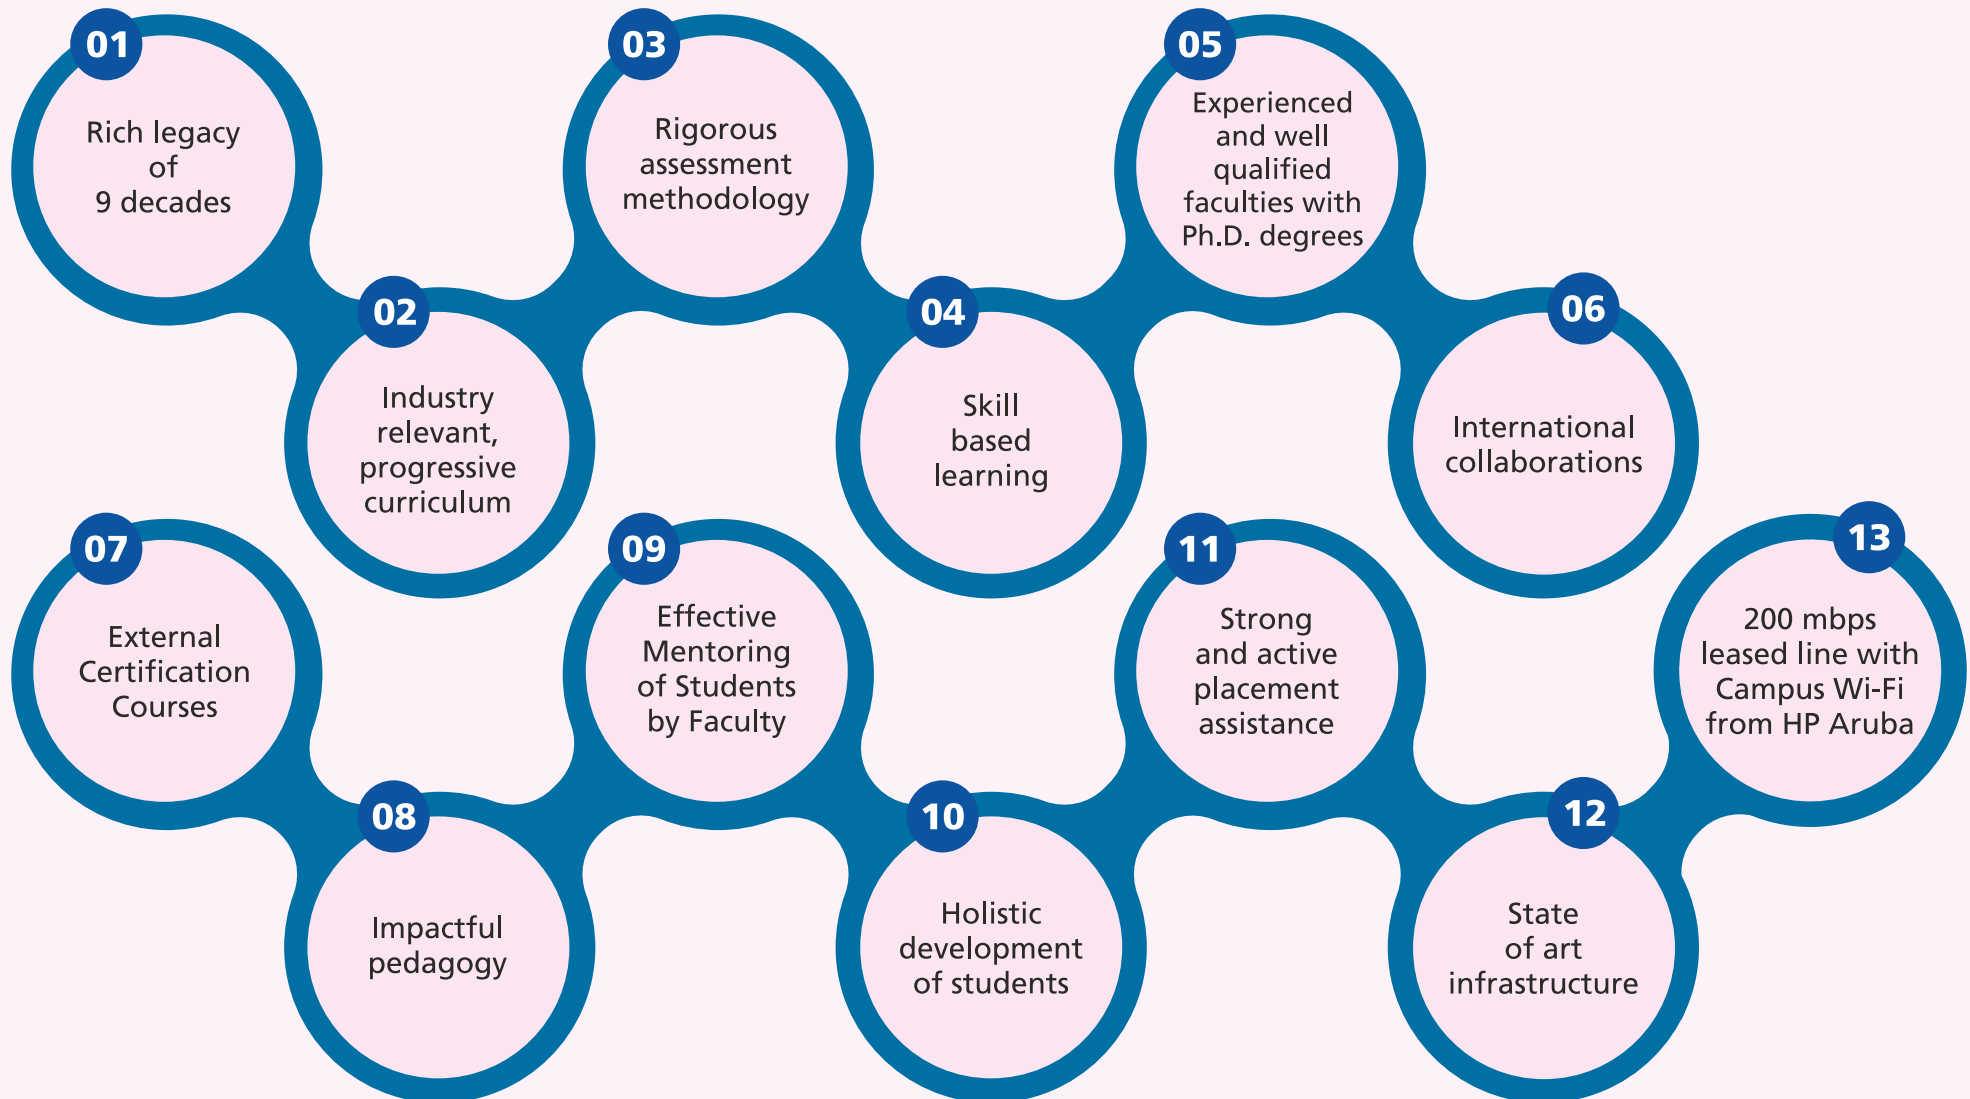 01
Rich legacy
of
9 decades
02
Industry
relevant,
progressive
curriculum
03
Rigorous
assessment
methodology
04
Skill
based
learning
05
Experienced
and well
qualified
faculties with
Ph.D. degrees
06
International
collaborations
07
External
Certification
Courses
08
Impactful
pedagogy
09
Effective
Mentoring
of Students
by Faculty
10
Holistic
development
of students
11
Strong
and active
placement
assistance
12
State
of art
infrastructure
13
200 mbps
leased line with
Campus Wi-Fi
from HP Aruba